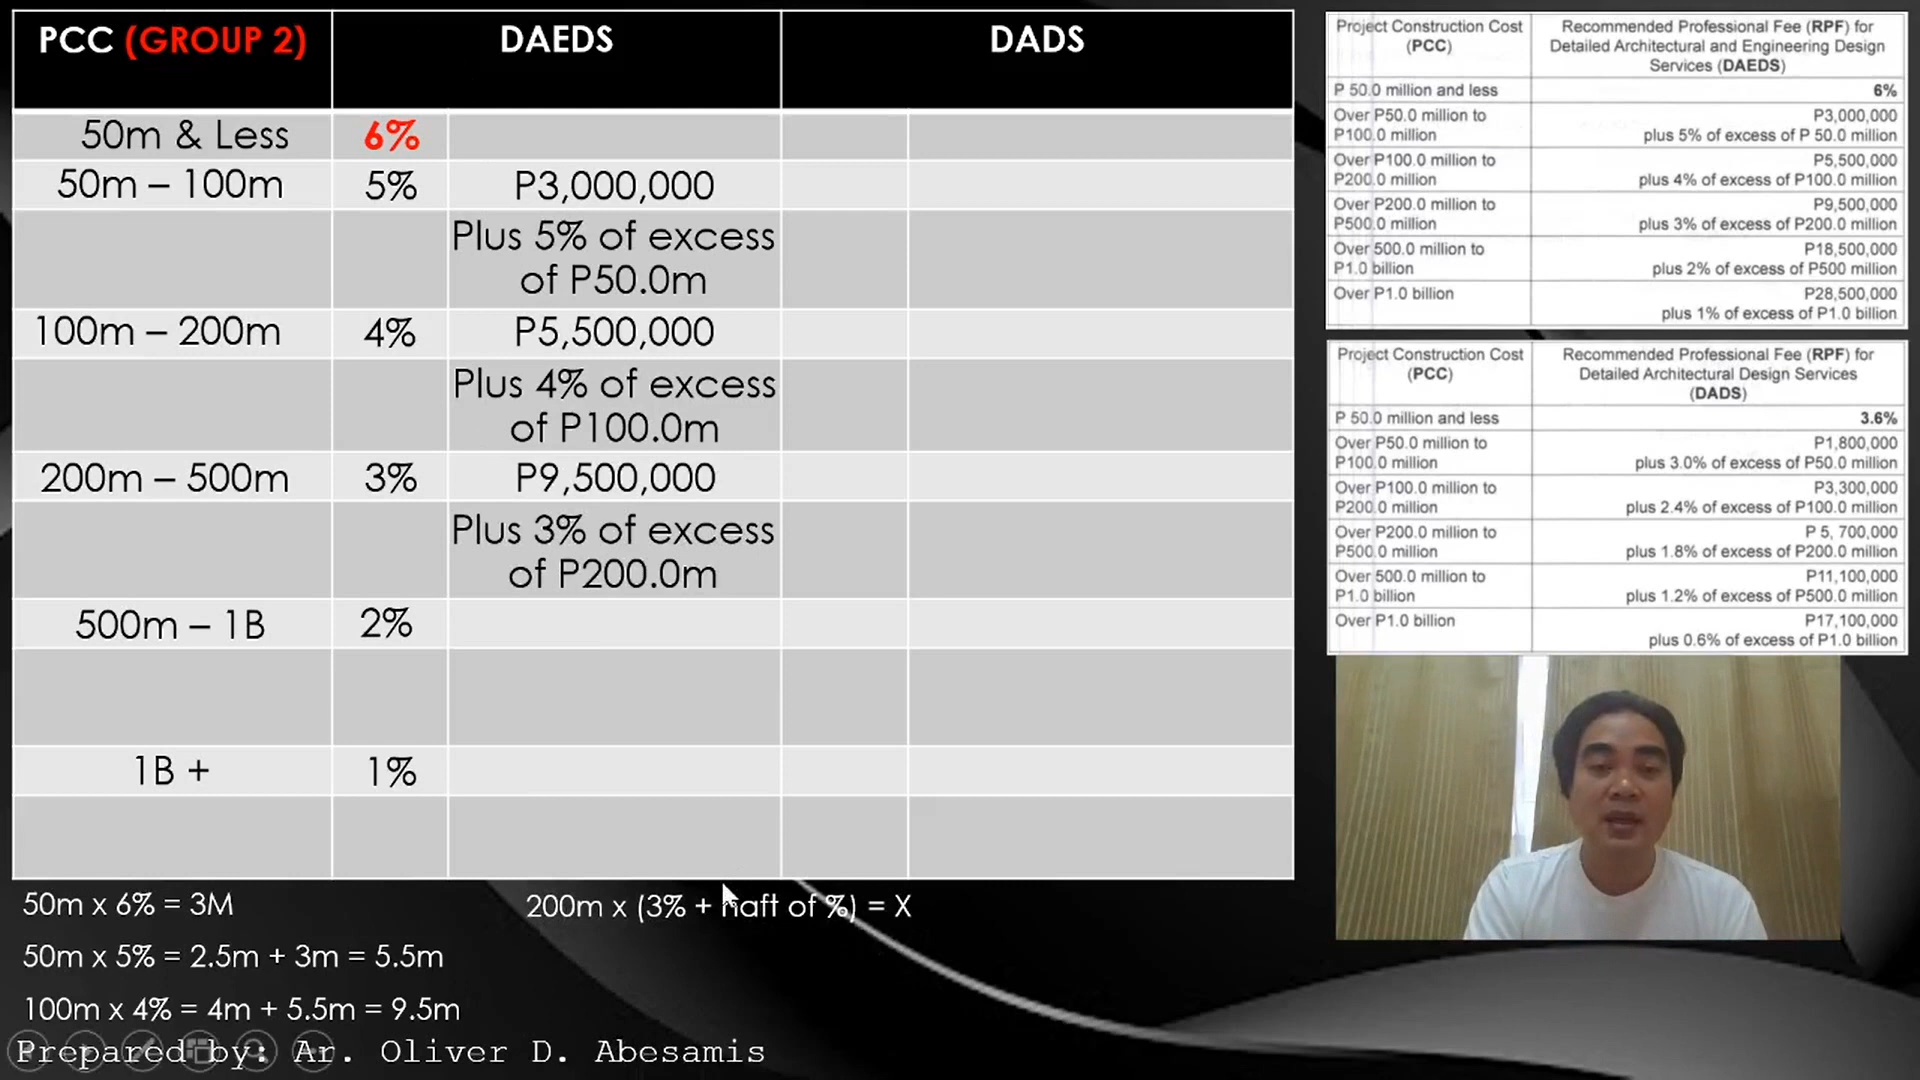 PCC (GROUP 2) DAEDS DADS
50m & Less 6%
50m – 100m 5% P3,000,000
Plus 5% of excess
of P50.0m
100m – 200m 4% P5,500,000
Plus 4% of excess
of P100.0m
200m – 500m 3% P9,500,000
Plus 3% of excess
of P200.0m
500m – 1B 2%
1B + 1%
50m x 6% = 3M
50m x 5% = 2.5m + 3m = 5.5m
100m x 4% = 4m + 5.5m = 9.5m
200m x (3% + haft of %) = X
Prepared by: Ar. Oliver D. Abesamis
Project Construction Cost
(PCC)
Recommended Professional Fee (RPF) for
Detailed Architectural and Engineering Design
Services (DAEDS)
P 50.0 million and less 6%
Over P50.0 million to P3,000,000
P100.0 million plus 5% of excess of P 50.0 million
Over P100.0 million to P5,500,000
P200.0 million plus 4% of excess of P100.0 million
Over P200.0 million to P9,500,000
P500.0 million plus 3% of excess of P200.0 million
Over 500.0 million to P18,500,000
P1.0 billion plus 2% of excess of P500 million
Over P1.0 billion P28,500,000
plus 1% of excess of P1.0 billion
Project Construction Cost
(PCC)
Recommended Professional Fee (RPF) for
Detailed Architectural Design Services
(DADS)
P 50.0 million and less 3.6%
Over P50.0 million to P1,800,000
P100.0 million plus 3.0% of excess of P50.0 million
Over P100.0 million to P3,300,000
P200.0 million plus 2.4% of excess of P100.0 million
Over P200.0 million to P 5, 700,000
P500.0 million plus 1.8% of excess of P200.0 million
Over 500.0 million to P11,100,000
P1.0 billion plus 1.2% of excess of P500.0 million
Over P1.0 billion P17,100,000
plus 0.6% of excess of P1.0 billion